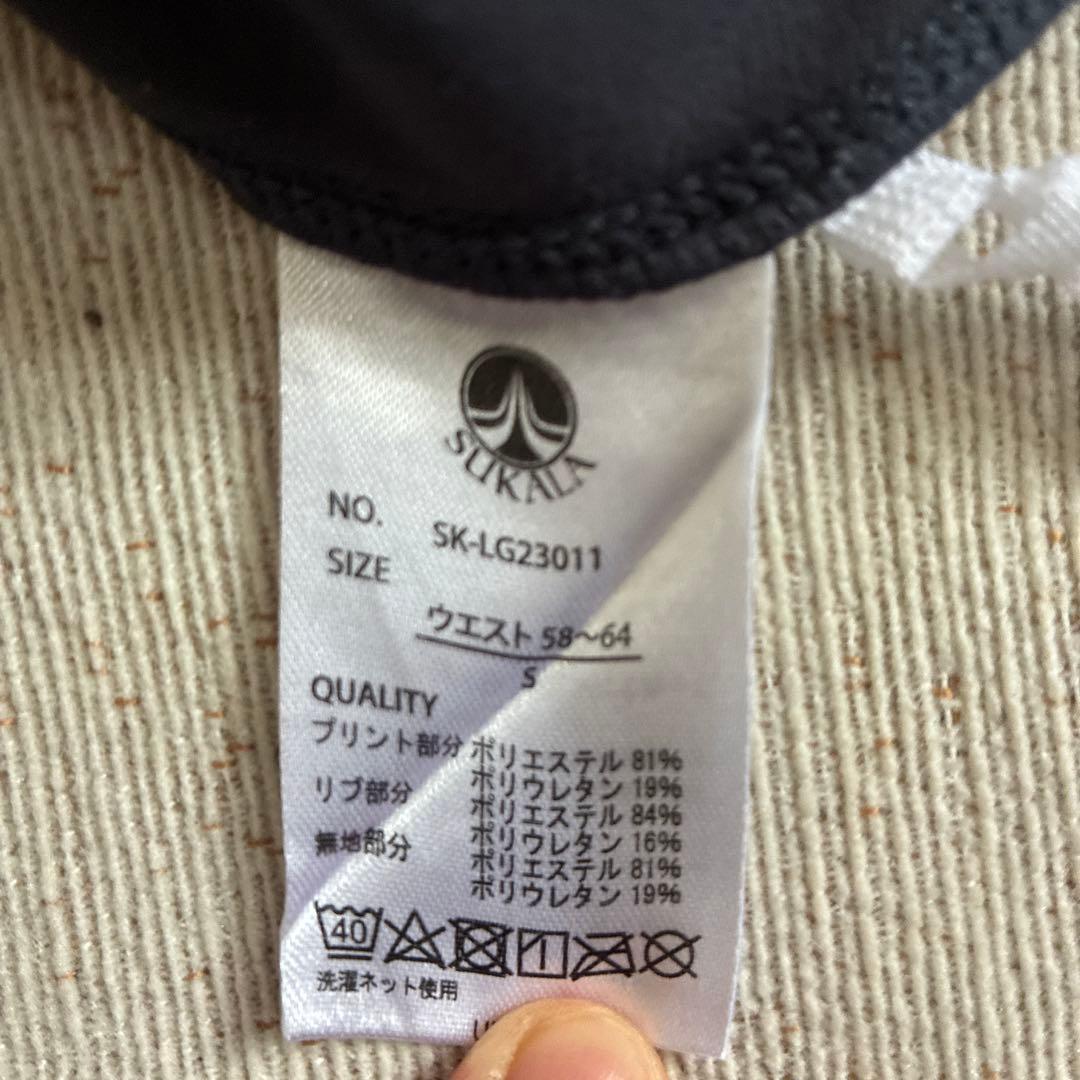 SUKALA
NO. SK-LG23011
SIZE
ウエスト 58〜64
S
QUALITY
プリント部分 ポリエステル 81%
ポリウレタン 19%
リブ部分 ポリエステル 84%
ポリウレタン 16%
無地部分 ポリエステル 81%
ポリウレタン 19%
40
洗濯ネット使用